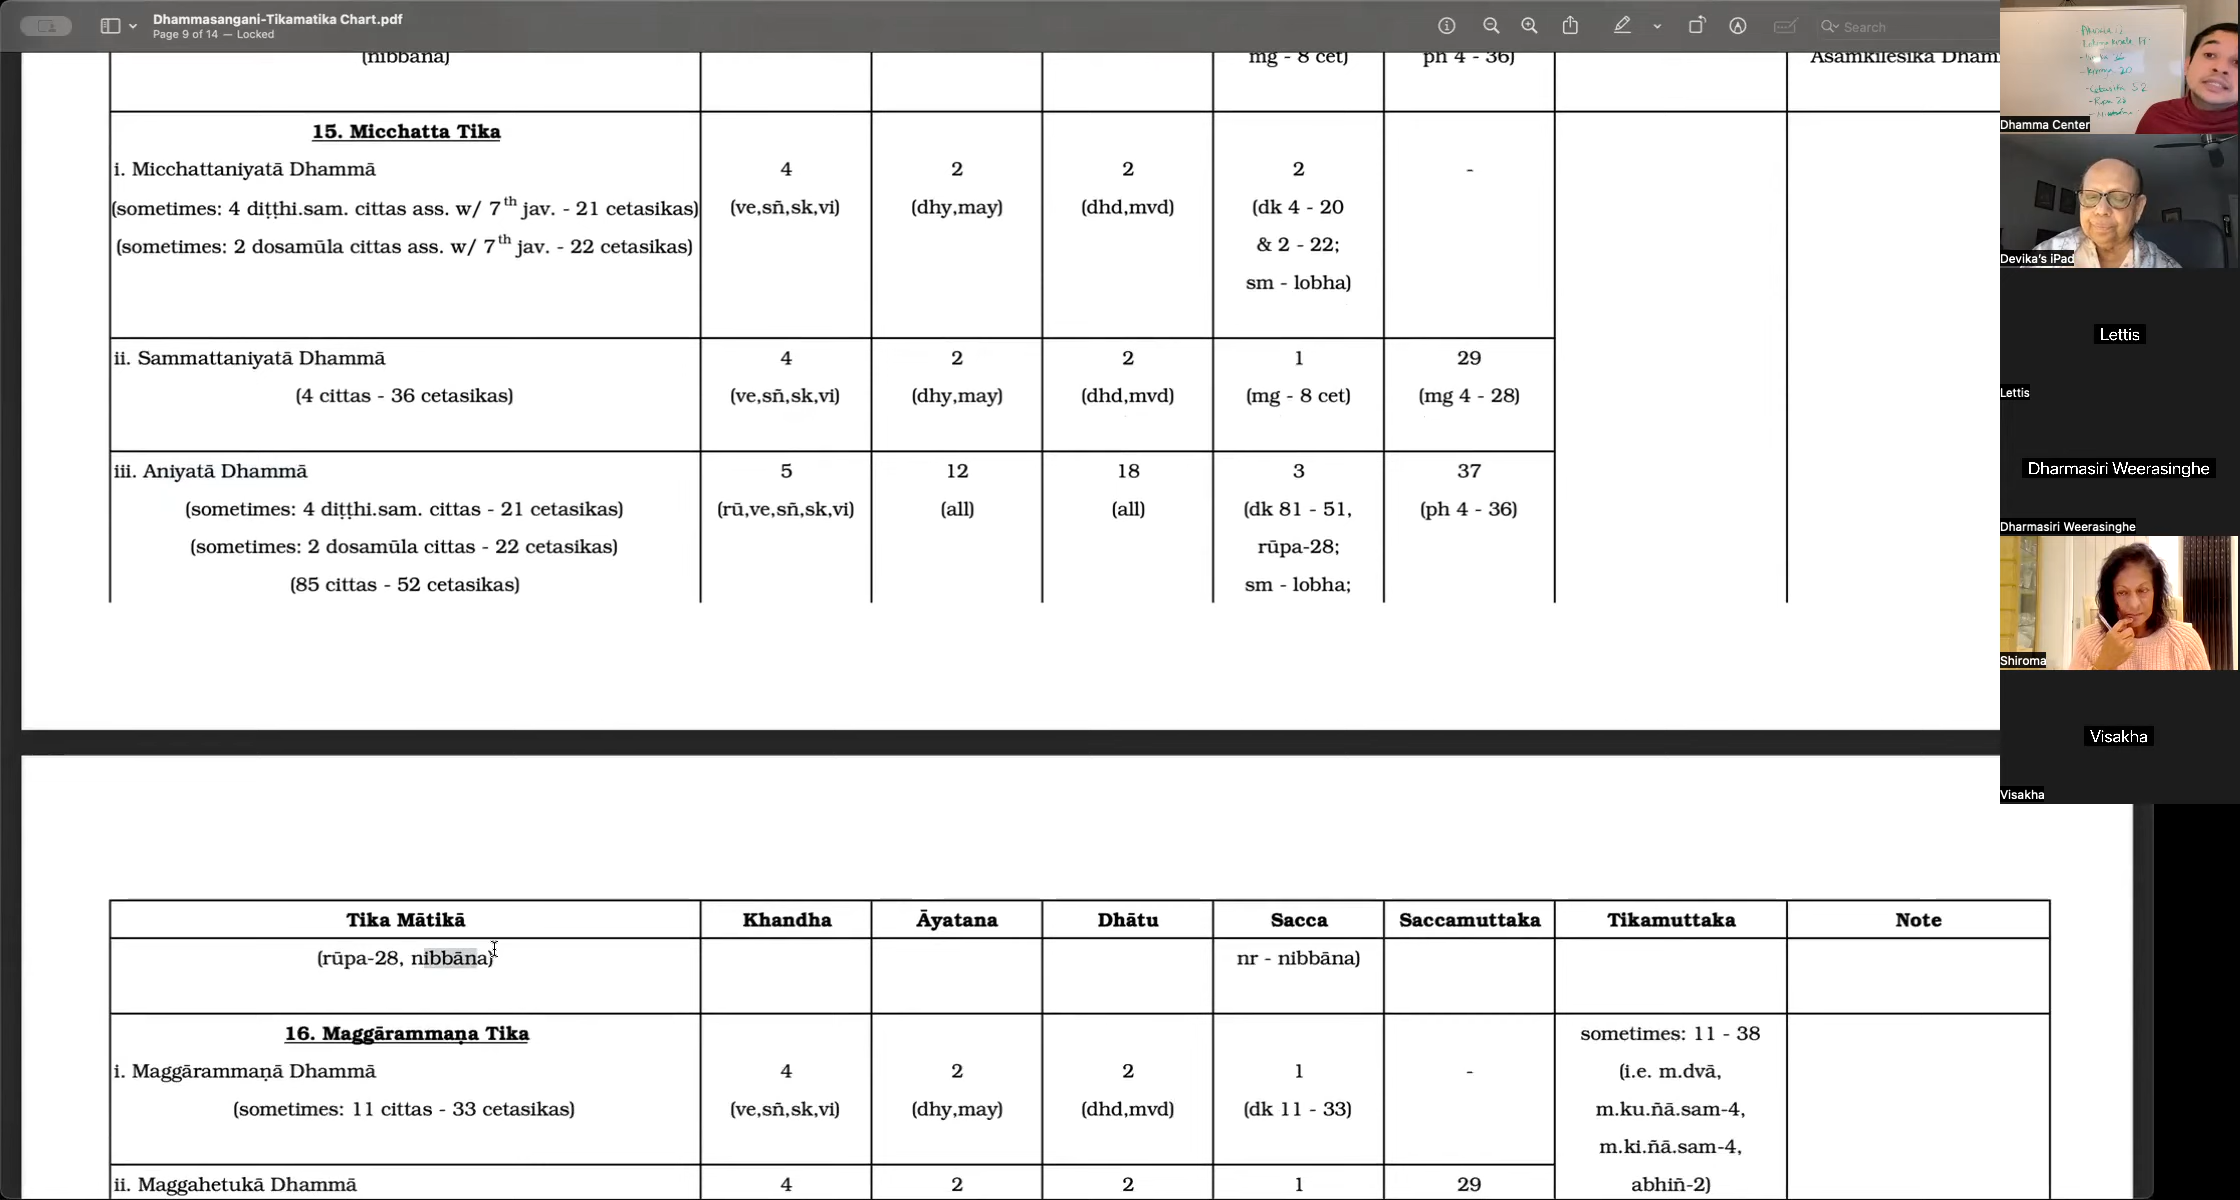 Dhammasangani-Tikamatika Chart.pdf
Page 9 of 14 — Locked
Search
(nibbāna)
mg - 8 cet)
ph 4 - 36)
Asaṁkilesika Dham
15. Micchatta Tika
i. Micchattaniyatā Dhammā
4
2
2
2
-
(sometimes: 4 diṭṭhi.sam. cittas ass. w/ 7th jav. - 21 cetasikas)
(ve,sñ,sk,vi)
(dhy,may)
(dhd,mvd)
(dk 4 - 20
(sometimes: 2 dosamūla cittas ass. w/ 7th jav. - 22 cetasikas)
& 2 - 22;
sm - lobha)
ii. Sammattaniyatā Dhammā
4
2
2
1
29
(4 cittas - 36 cetasikas)
(ve,sñ,sk,vi)
(dhy,may)
(dhd,mvd)
(mg - 8 cet)
(mg 4 - 28)
iii. Aniyatā Dhammā
5
12
18
3
37
(sometimes: 4 diṭṭhi.sam. cittas - 21 cetasikas)
(rū,ve,sñ,sk,vi)
(all)
(all)
(dk 81 - 51,
(ph 4 - 36)
(sometimes: 2 dosamūla cittas - 22 cetasikas)
rūpa-28;
(85 cittas - 52 cetasikas)
sm - lobha;
Tika Mātikā
Khandha
Āyatana
Dhātu
Sacca
Saccamuttaka
Tikamuttaka
Note
(rūpa-28, nibbāna)
nr - nibbāna)
16. Maggārammaṇa Tika
sometimes: 11 - 38
i. Maggārammaṇā Dhammā
4
2
2
1
-
(i.e. m.dvā,
(sometimes: 11 cittas - 33 cetasikas)
(ve,sñ,sk,vi)
(dhy,may)
(dhd,mvd)
(dk 11 - 33)
m.ku.ñā.sam-4,
m.ki.ñā.sam-4,
ii. Maggahetukā Dhammā
4
2
2
1
29
abhiñ-2)
Cetasika 52
Rūpa 28
Dhamma Center
Devika's iPad
Lettis
Lettis
Dharmasiri Weerasinghe
Dharmasiri Weerasinghe
Shiroma
Visakha
Visakha